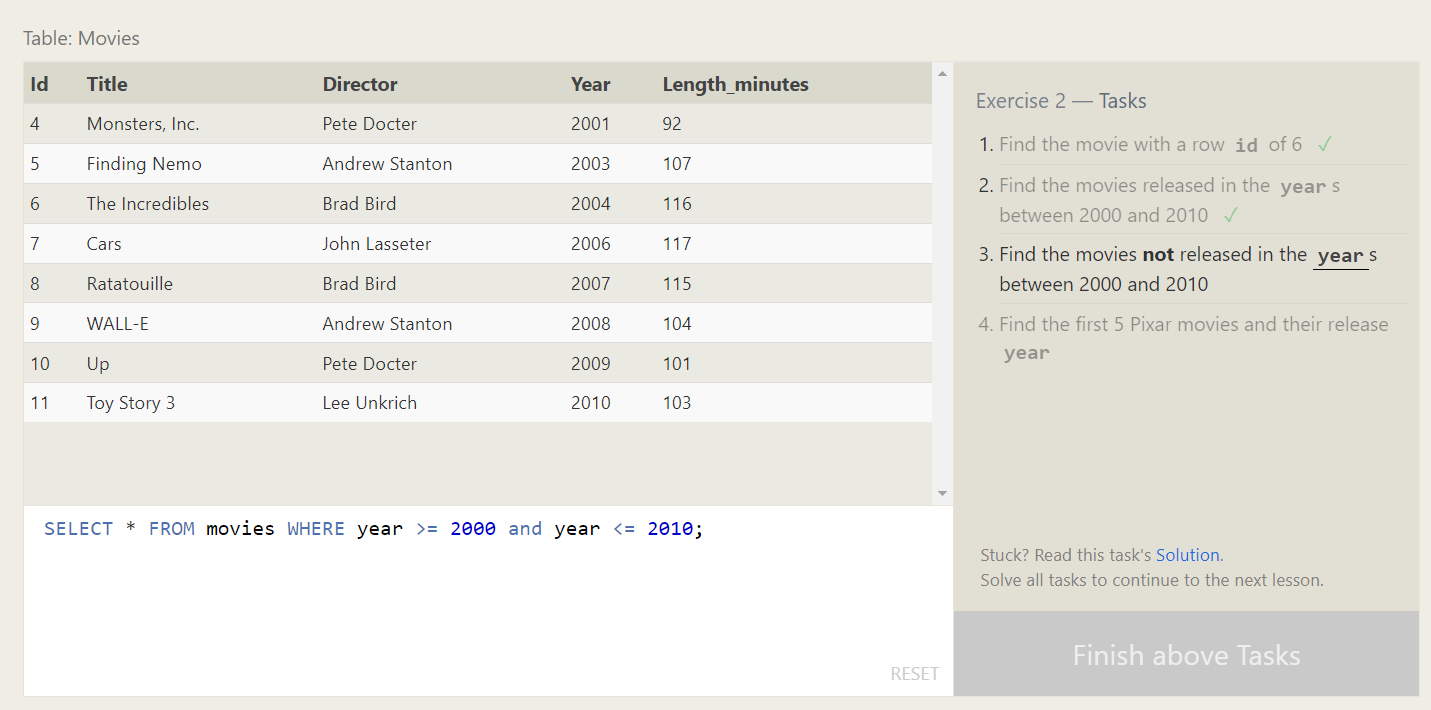 Table: Movies
Id Title Director Year Length_minutes
4 Monsters, Inc. Pete Docter 2001 92
5 Finding Nemo Andrew Stanton 2003 107
6 The Incredibles Brad Bird 2004 116
7 Cars John Lasseter 2006 117
8 Ratatouille Brad Bird 2007 115
9 WALL-E Andrew Stanton 2008 104
10 Up Pete Docter 2009 101
11 Toy Story 3 Lee Unkrich 2010 103
SELECT * FROM movies WHERE year >= 2000 and year <= 2010;
RESET
Exercise 2 — Tasks
1. Find the movie with a row id of 6 ✓
2. Find the movies released in the year s
between 2000 and 2010 ✓
3. Find the movies not released in the year s
between 2000 and 2010
4. Find the first 5 Pixar movies and their release
year
Stuck? Read this task's Solution.
Solve all tasks to continue to the next lesson.
Finish above Tasks